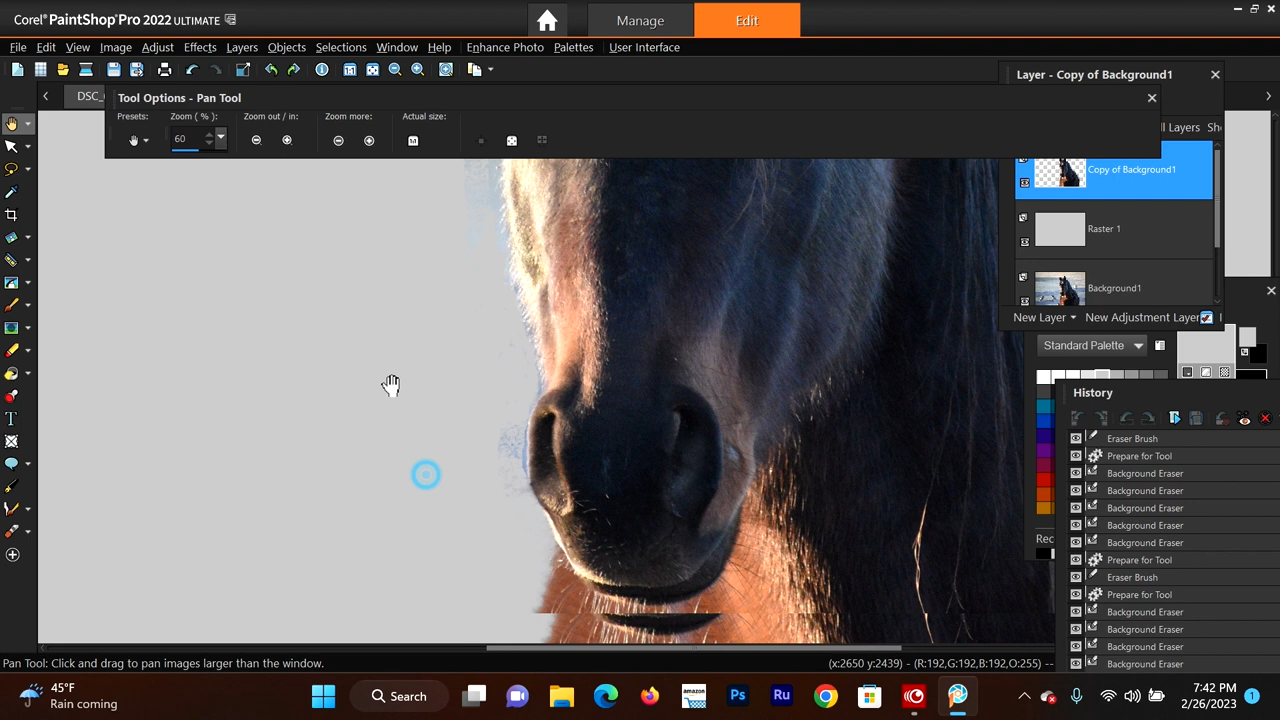 Corel® PaintShop® Pro 2022 ULTIMATE
Manage
Edit
File Edit View Image Adjust Effects Layers Objects Selections Window Help Enhance Photo Palettes User Interface
Layer - Copy of Background1
DSC_
Tool Options - Pan Tool
Presets: Zoom ( % ): Zoom out / in: Zoom more: Actual size:
60
ll Layers
Copy of Background1
Raster 1
Background1
New Layer New Adjustment Layer
Standard Palette
History
Eraser Brush
Prepare for Tool
Background Eraser
Background Eraser
Background Eraser
Background Eraser
Background Eraser
Prepare for Tool
Eraser Brush
Prepare for Tool
Background Eraser
Background Eraser
Background Eraser
Background Eraser
Rec
Pan Tool: Click and drag to pan images larger than the window.
(x:2650 y:2439) - (R:192,G:192,B:192,O:255) --
45°F
Rain coming
Search
amazon
Ps
Ru
7:42 PM
2/26/2023
1